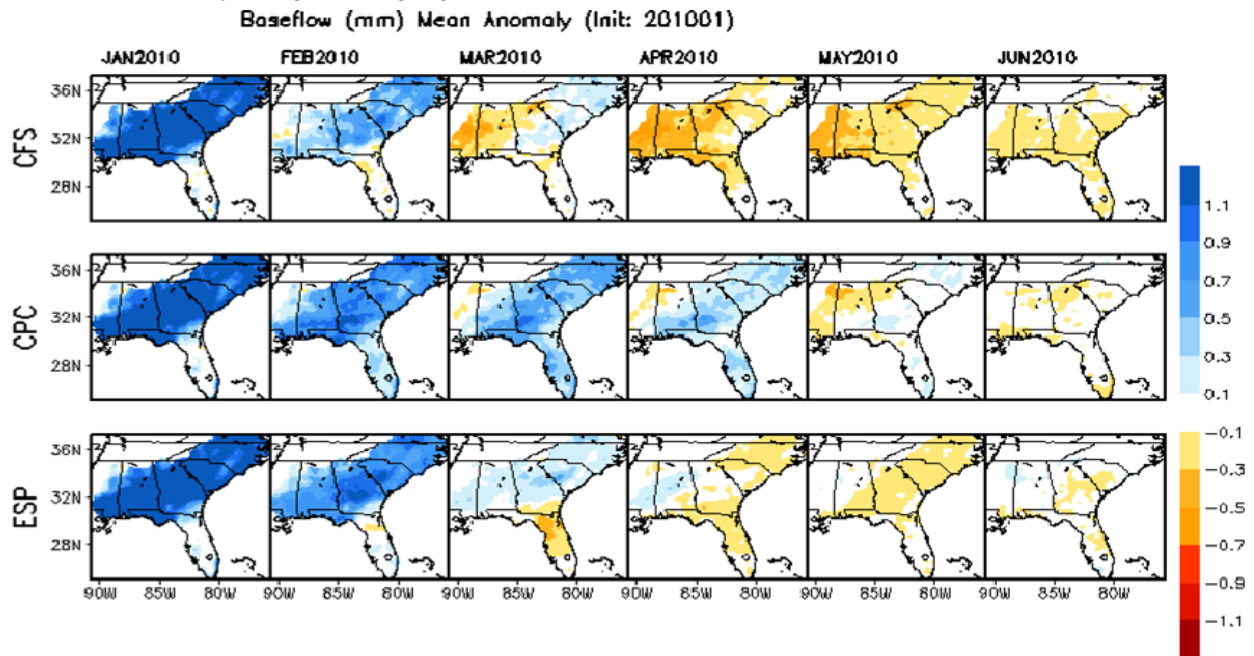 Baseflow (mm) Mean Anomaly (Init: 201001)
JAN2010 FEB2010 MAR2010 APR2010 MAY2010 JUN2010
CFS
36N
32N
28N
CPC
36N
32N
28N
ESP
36N
32N
28N
90W 85W 80W 90W 85W 80W 90W 85W 80W 90W 85W 80W 90W 85W 80W 90W 85W 80W
1.1
0.9
0.7
0.5
0.3
0.1
-0.1
-0.3
-0.5
-0.7
-0.9
-1.1